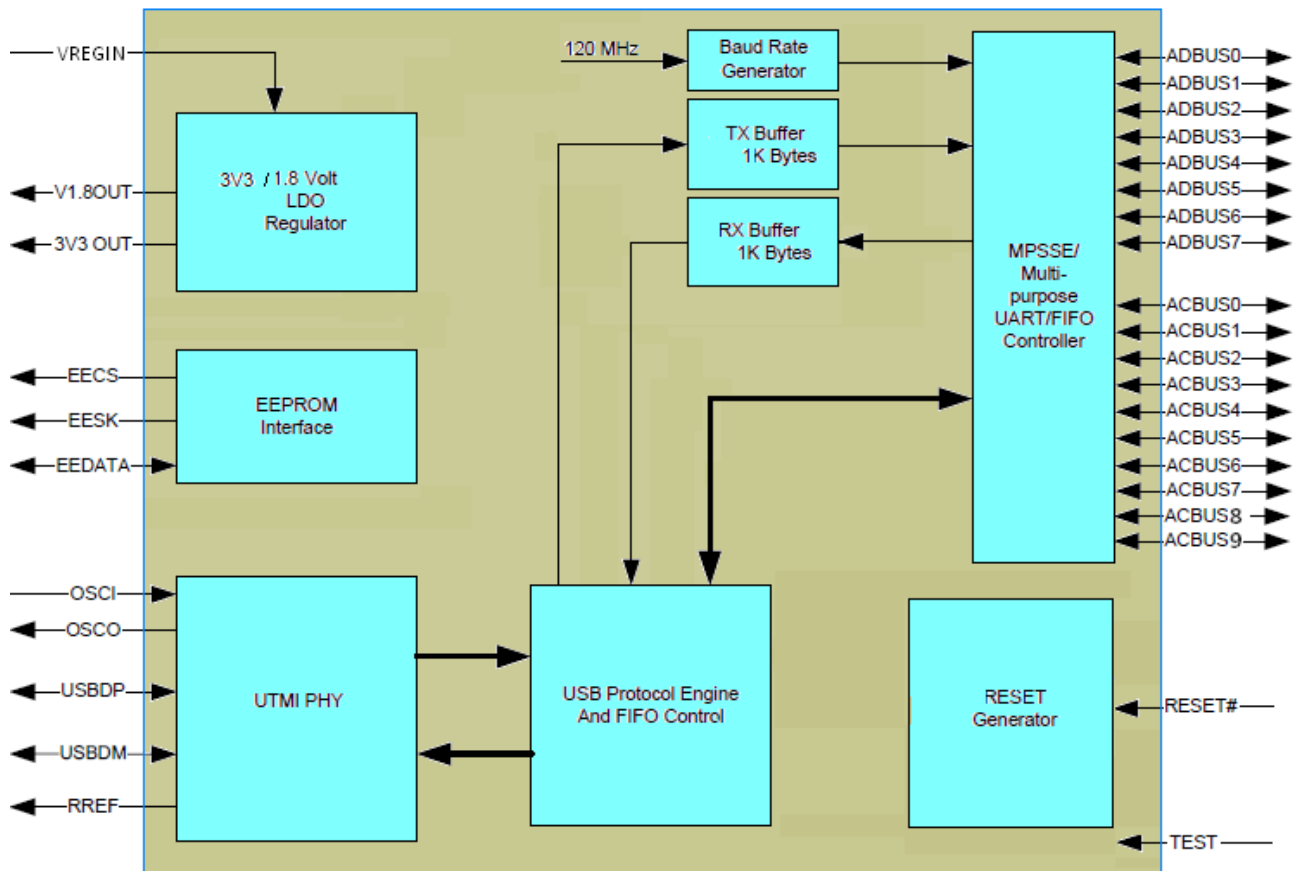 VREGIN
3V3 / 1.8 Volt
LDO
Regulator
V1.8OUT
3V3 OUT
EECS
EESK
EEDATA
EEPROM
Interface
OSCI
OSCO
USBDP
USBDM
RREF
UTMI PHY
120 MHz
Baud Rate
Generator
TX Buffer
1K Bytes
RX Buffer
1K Bytes
USB Protocol Engine
And FIFO Control
MPSSE/
Multi-
purpose
UART/FIFO
Controller
RESET
Generator
ADBUS0
ADBUS1
ADBUS2
ADBUS3
ADBUS4
ADBUS5
ADBUS6
ADBUS7
ACBUS0
ACBUS1
ACBUS2
ACBUS3
ACBUS4
ACBUS5
ACBUS6
ACBUS7
ACBUS8
ACBUS9
RESET#
TEST